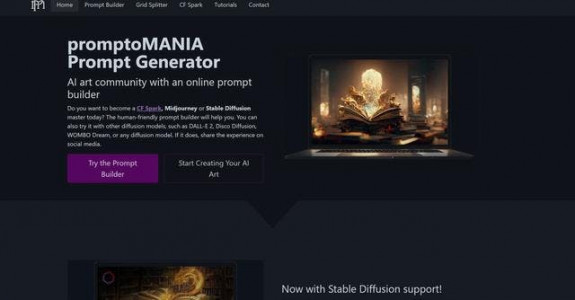 Home Prompt Builder Grid Splitter CF Spark Tutorials Contact
promptoMANIA
Prompt Generator
AI art community with an online prompt
builder
Do you want to become a CF Spark, Midjourney or Stable Diffusion
master today? The human-friendly prompt builder will help you. You can
also try it with other diffusion models, such as DALL-E 2, Disco Diffusion,
WOMBO Dream, or any diffusion model. If it does, share the experience on
social media.
Try the Prompt
Builder
Start Creating Your AI
Art
Now with Stable Diffusion support!